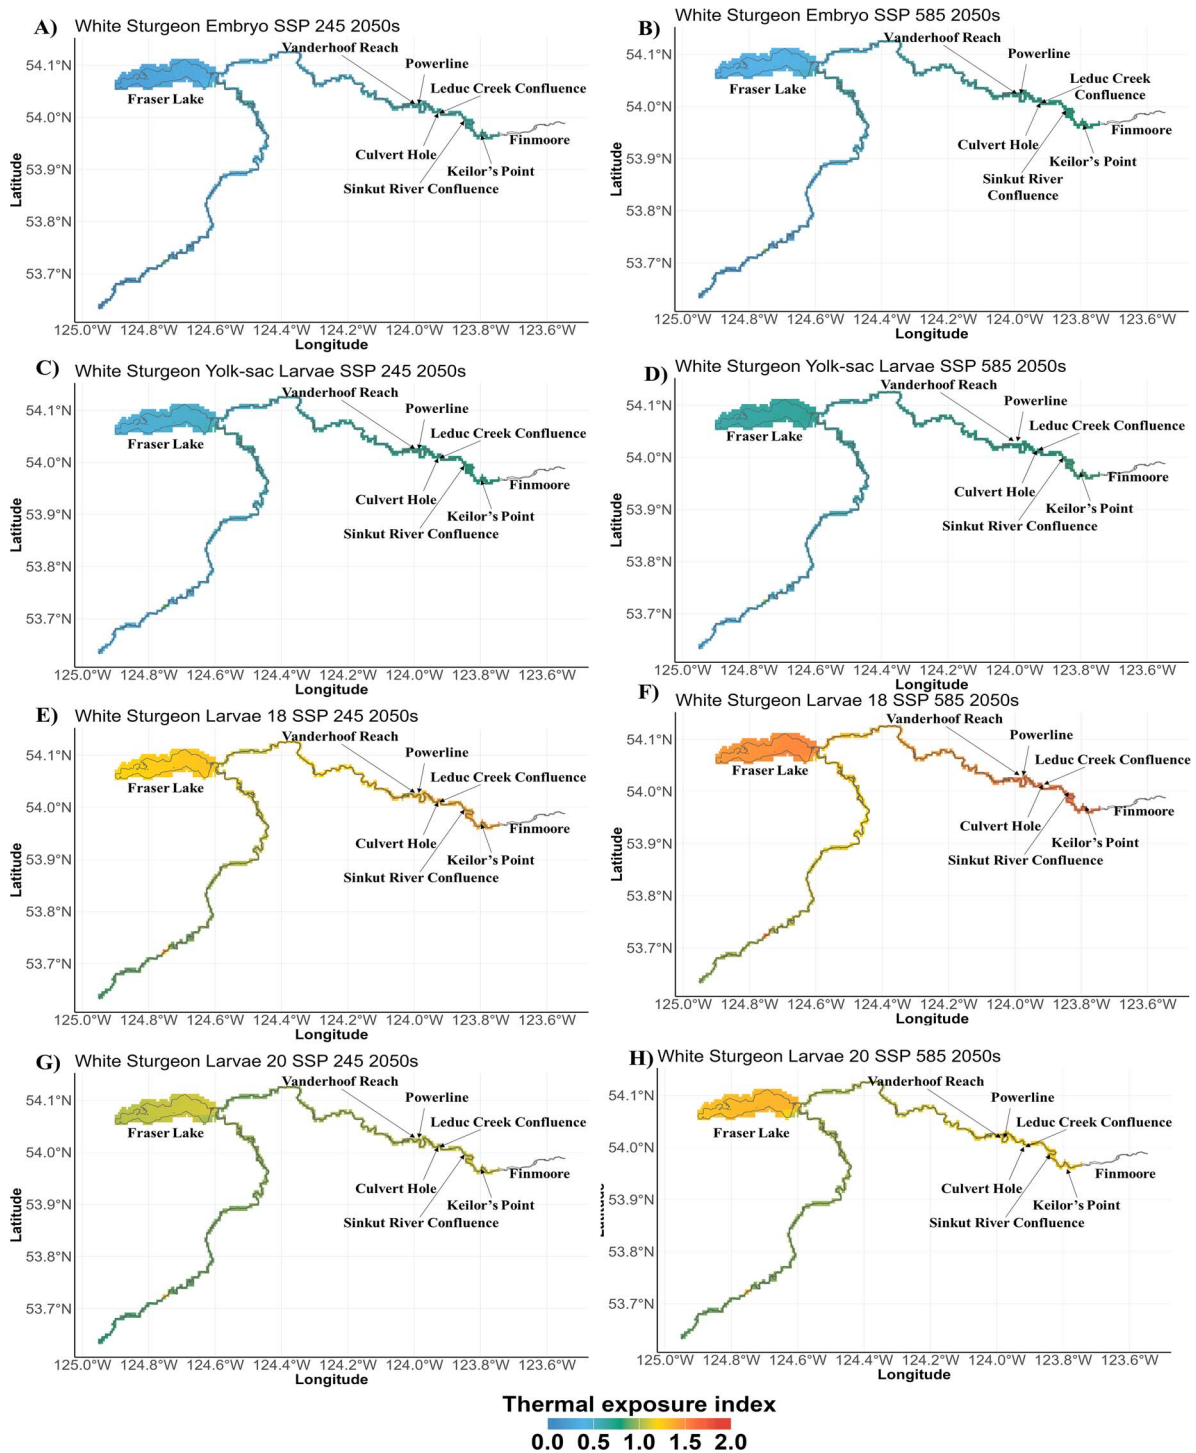 A) White Sturgeon Embryo SSP 245 2050s
Vanderhoof Reach
Powerline
Leduc Creek Confluence
Fraser Lake
Culvert Hole
Finmoore
Keilor's Point
Sinkut River Confluence
Latitude
54.1°N
54.0°N
53.9°N
53.8°N
53.7°N
125.0°W 124.8°W 124.6°W 124.4°W 124.2°W 124.0°W 123.8°W 123.6°W
Longitude
B) White Sturgeon Embryo SSP 585 2050s
Vanderhoof Reach
Powerline
Leduc Creek
Confluence
Fraser Lake
Finmoore
Culvert Hole
Keilor's Point
Sinkut River
Confluence
Latitude
54.1°N
54.0°N
53.9°N
53.8°N
53.7°N
125.0°W 124.8°W 124.6°W 124.4°W 124.2°W 124.0°W 123.8°W 123.6°W
Longitude
C) White Sturgeon Yolk-sac Larvae SSP 245 2050s
Vanderhoof Reach
Powerline
Leduc Creek Confluence
Fraser Lake
Finmoore
Culvert Hole
Keilor's Point
Sinkut River Confluence
Latitude
54.1°N
54.0°N
53.9°N
53.8°N
53.7°N
125.0°W 124.8°W 124.6°W 124.4°W 124.2°W 124.0°W 123.8°W 123.6°W
Longitude
D) White Sturgeon Yolk-sac Larvae SSP 585 2050s
Vanderhoof Reach
Powerline
Leduc Creek Confluence
Fraser Lake
Finmoore
Culvert Hole
Keilor's Point
Sinkut River Confluence
Latitude
54.1°N
54.0°N
53.9°N
53.8°N
53.7°N
125.0°W 124.8°W 124.6°W 124.4°W 124.2°W 124.0°W 123.8°W 123.6°W
Longitude
E) White Sturgeon Larvae 18 SSP 245 2050s
Vanderhoof Reach
Powerline
Leduc Creek Confluence
Fraser Lake
Finmoore
Culvert Hole
Keilor's Point
Sinkut River Confluence
Latitude
54.1°N
54.0°N
53.9°N
53.8°N
53.7°N
125.0°W 124.8°W 124.6°W 124.4°W 124.2°W 124.0°W 123.8°W 123.6°W
Longitude
F) White Sturgeon Larvae 18 SSP 585 2050s
Vanderhoof Reach
Powerline
Leduc Creek Confluence
Fraser Lake
Finmoore
Culvert Hole
Keilor's Point
Sinkut River Confluence
Latitude
54.1°N
54.0°N
53.9°N
53.8°N
53.7°N
125.0°W 124.8°W 124.6°W 124.4°W 124.2°W 124.0°W 123.8°W 123.6°W
Longitude
G) White Sturgeon Larvae 20 SSP 245 2050s
Vanderhoof Reach
Powerline
Leduc Creek Confluence
Fraser Lake
Finmoore
Culvert Hole
Keilor's Point
Sinkut River Confluence
Latitude
54.1°N
54.0°N
53.9°N
53.8°N
53.7°N
125.0°W 124.8°W 124.6°W 124.4°W 124.2°W 124.0°W 123.8°W 123.6°W
Longitude
H) White Sturgeon Larvae 20 SSP 585 2050s
Vanderhoof Reach
Powerline
Leduc Creek Confluence
Fraser Lake
Finmoore
Culvert Hole
Keilor's Point
Sinkut River Confluence
Latitude
54.1°N
54.0°N
53.9°N
53.8°N
53.7°N
125.0°W 124.8°W 124.6°W 124.4°W 124.2°W 124.0°W 123.8°W 123.6°W
Longitude
Thermal exposure index
0.0 0.5 1.0 1.5 2.0